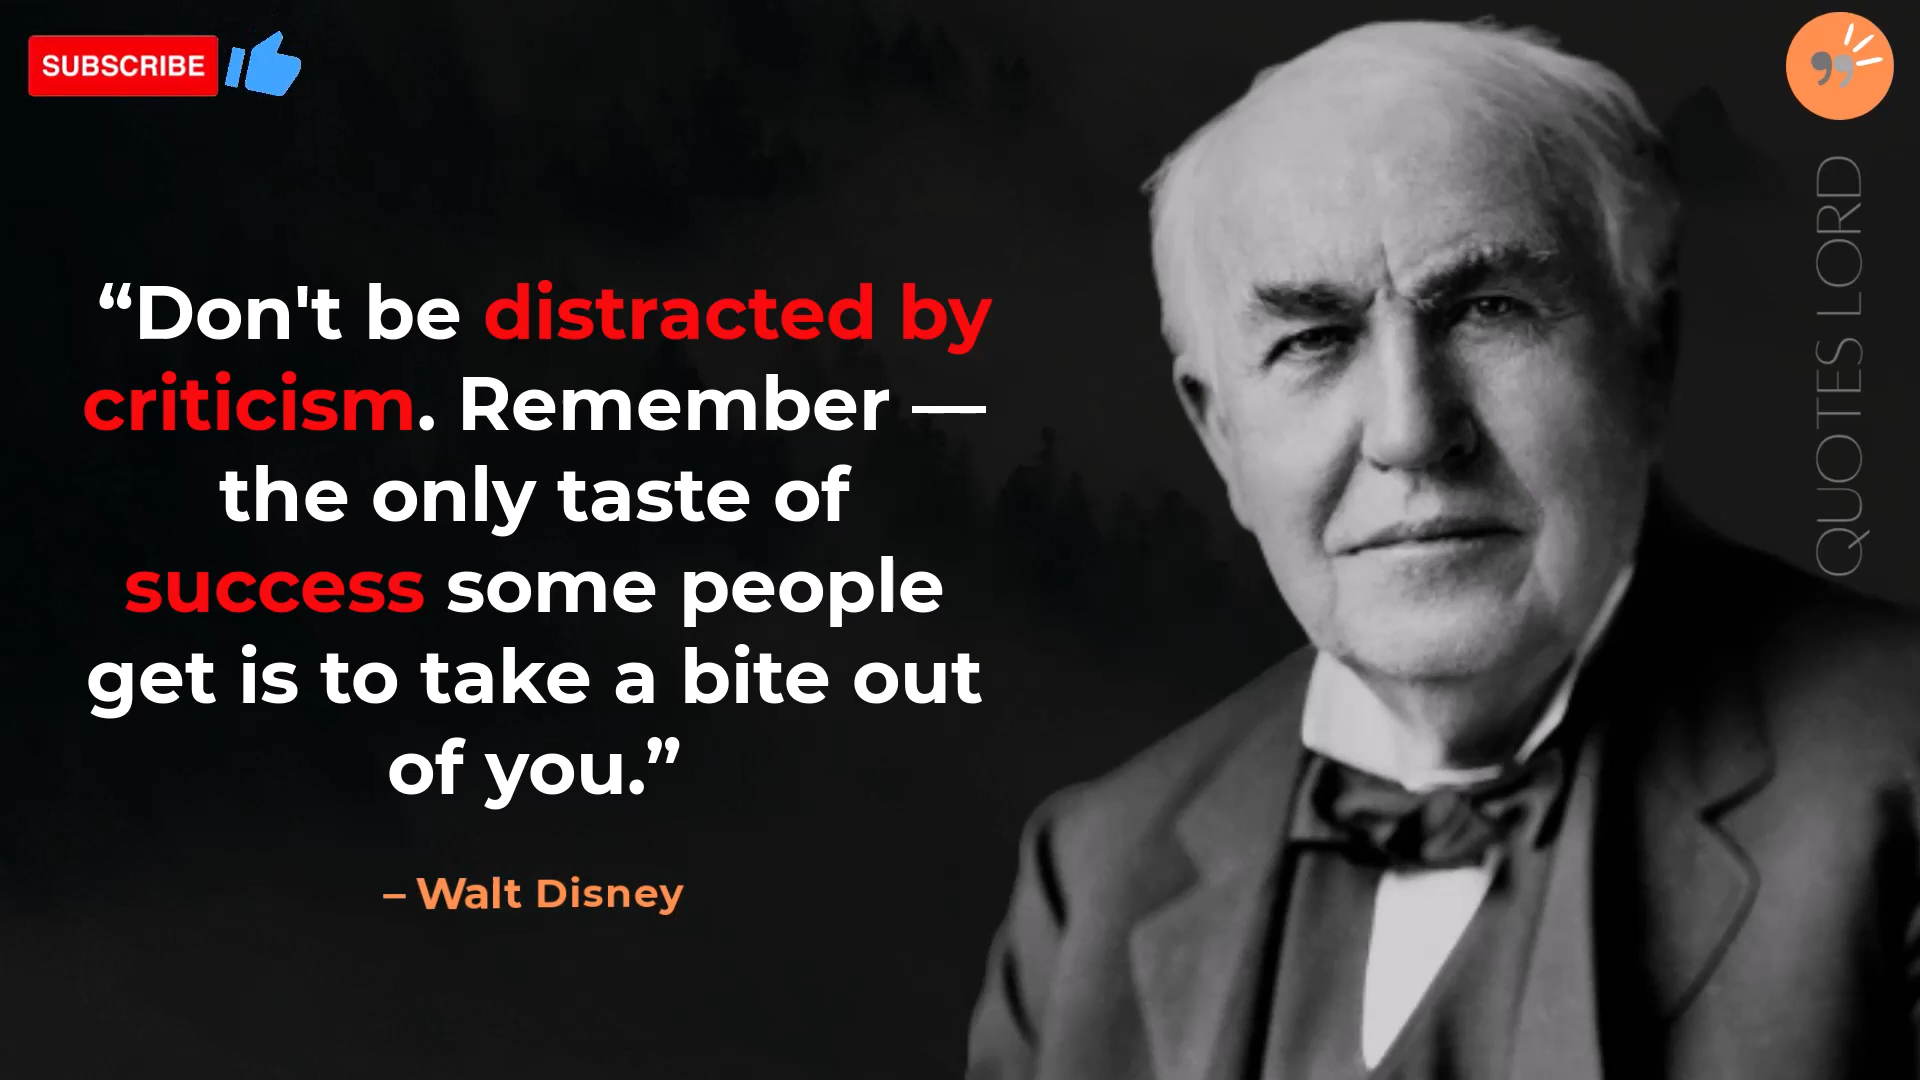 SUBSCRIBE
“Don't be distracted by
criticism. Remember —
the only taste of
success some people
get is to take a bite out
of you.”
– Walt Disney
QUOTES LORD